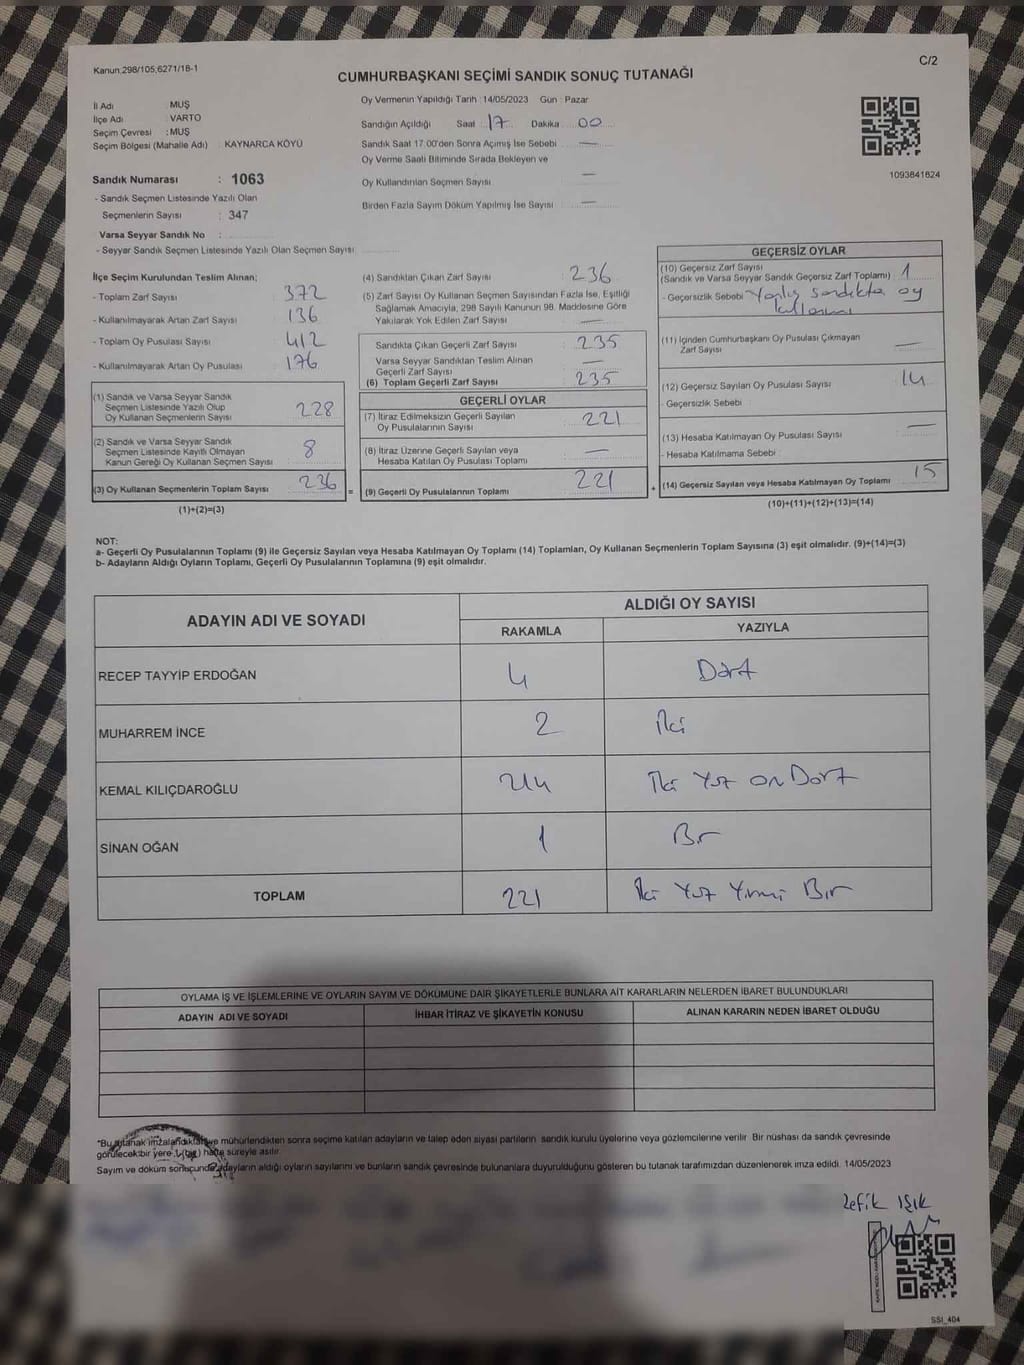 Kanun:298/105,6271/18-1
C/2
CUMHURBAŞKANI SEÇİMİ SANDIK SONUÇ TUTANAĞI
İl Adı : MUŞ
İlçe Adı : VARTO
Seçim Çevresi : MUŞ
Seçim Bölgesi (Mahalle Adı) : KAYNARCA KÖYÜ
Oy Vermenin Yapıldığı Tarih : 14/05/2023 Gün : Pazar
Sandığın Açıldığı Saat 17 Dakika 00
Sandık Saat 17.00'den Sonra Açımış İse Sebebi —
Oy Verme Saati Bitiminde Sırada Bekleyen ve
Oy Kullandırılan Seçmen Sayısı —
Birden Fazla Sayım Döküm Yapılmış İse Sayısı —
1093841824
Sandık Numarası : 1063
- Sandık Seçmen Listesinde Yazılı Olan
Seçmenlerin Sayısı : 347
Varsa Seyyar Sandık No :
- Seyyar Sandık Seçmen Listesinde Yazılı Olan Seçmen Sayısı
İlçe Seçim Kurulundan Teslim Alınan;
- Toplam Zarf Sayısı 372
- Kullanılmayarak Artan Zarf Sayısı 136
- Toplam Oy Pusulası Sayısı 412
- Kullanılmayarak Artan Oy Pusulası 176
(1) Sandık ve Varsa Seyyar Sandık
Seçmen Listesinde Yazılı Olup
Oy Kullanan Seçmenlerin Sayısı 228
(2) Sandık ve Varsa Seyyar Sandık
Seçmen Listesinde Kayıtlı Olmayan
Kanun Gereği Oy Kullanan Seçmen Sayısı 8
(3) Oy Kullanan Seçmenlerin Toplam Sayısı 236
(1)+(2)=(3)
(4) Sandıktan Çıkan Zarf Sayısı 236
(5) Zarf Sayısı Oy Kullanan Seçmen Sayısından Fazla İse, Eşitliği
Sağlamak Amacıyla, 298 Sayılı Kanunun 98. Maddesine Göre
Yakılarak Yok Edilen Zarf Sayısı —
Sandıkta Çıkan Geçerli Zarf Sayısı 235
Varsa Seyyar Sandıktan Teslim Alınan
Geçerli Zarf Sayısı —
(6) Toplam Geçerli Zarf Sayısı 235
GEÇERLİ OYLAR
(7) İtiraz Edilmeksizin Geçerli Sayılan
Oy Pusulalarının Sayısı 221
(8) İtiraz Üzerine Geçerli Sayılan veya
Hesaba Katılan Oy Pusulası Toplamı —
= (9) Geçerli Oy Pusulalarının Toplamı 221
GEÇERSİZ OYLAR
(10) Geçersiz Zarf Sayısı
(Sandık ve Varsa Seyyar Sandık Geçersiz Zarf Toplamı) 1
- Geçersizlik Sebebi Yanlış sandıkta oy
(11) İçinden Cumhurbaşkanı Oy Pusulası Çıkmayan
Zarf Sayısı —
(12) Geçersiz Sayılan Oy Pusulası Sayısı 14
- Geçersizlik Sebebi :
(13) Hesaba Katılmayan Oy Pusulası Sayısı —
- Hesaba Katılmama Sebebi :
+ (14) Geçersiz Sayılan veya Hesaba Katılmayan Oy Toplamı 15
(10)+(11)+(12)+(13)=(14)
NOT:
a- Geçerli Oy Pusulalarının Toplamı (9) ile Geçersiz Sayılan veya Hesaba Katılmayan Oy Toplamı (14) Toplamları, Oy Kullanan Seçmenlerin Toplam Sayısına (3) eşit olmalıdır. (9)+(14)=(3)
b- Adayların Aldığı Oyların Toplamı, Geçerli Oy Pusulalarının Toplamına (9) eşit olmalıdır.
ADAYIN ADI VE SOYADI ALDIĞI OY SAYISI
RAKAMLA YAZIYLA
RECEP TAYYİP ERDOĞAN 4 Dört
MUHARREM İNCE 2 İki
KEMAL KILIÇDAROĞLU 214 İki Yüz on Dört
SİNAN OĞAN 1 Bir
TOPLAM 221 İki Yüz Yirmi Bir
OYLAMA İŞ VE İŞLEMLERİNE VE OYLARIN SAYIM VE DÖKÜMÜNE DAİR ŞİKAYETLERLE BUNLARA AİT KARARLARIN NELERDEN İBARET BULUNDUKLARI
ADAYIN ADI VE SOYADI İHBAR İTİRAZ VE ŞİKAYETİN KONUSU ALINAN KARARIN NEDEN İBARET OLDUĞU
*Bu tutanak imzalandıktan ve mühürlendikten sonra seçime katılan adayların ve talep eden siyasi partilerin sandık kurulu üyelerine veya gözlemcilerine verilir. Bir nüshası da sandık çevresinde
görülecek bir yere 1 (bir) hafta süreyle asılır.
Sayım ve döküm sonucunda adayların aldığı oyların sayılarını ve bunların sandık çevresinde bulunanlara duyurulduğunu gösteren bu tutanak tarafımızdan düzenlenerek imza edildi. 14/05/2023
Refik Işık
SSI_404